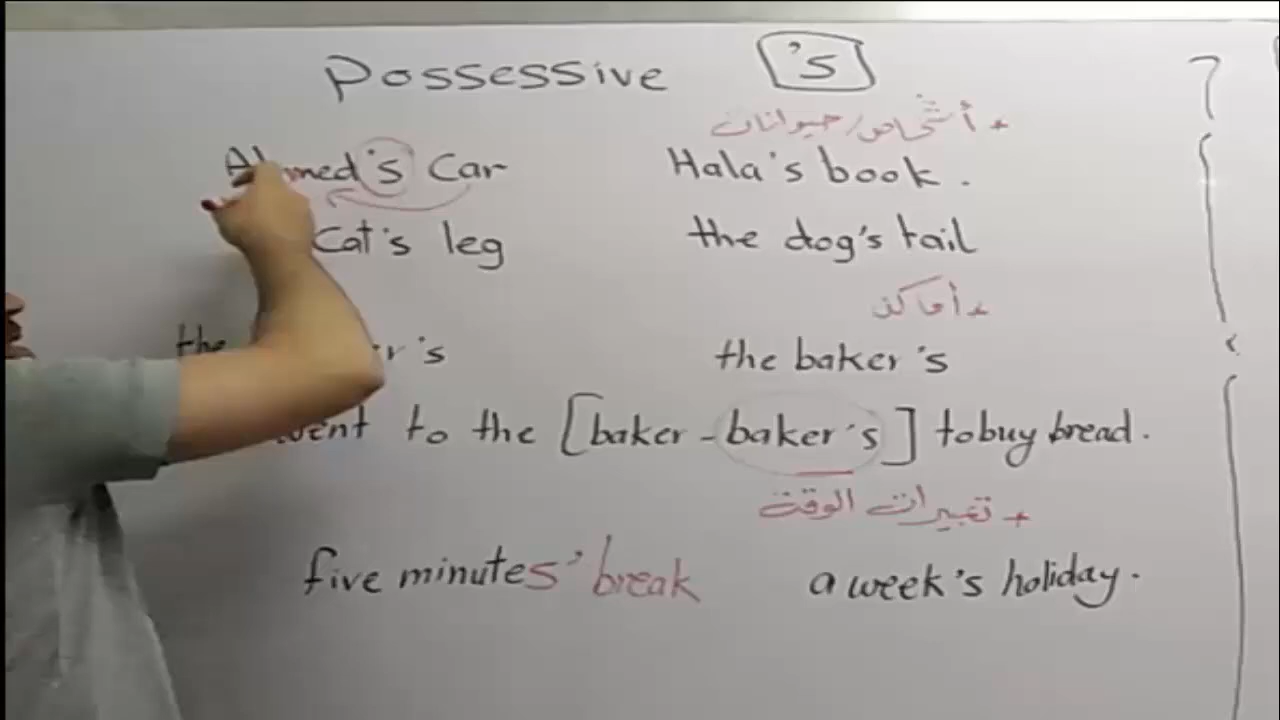 Possessive 's
+ أشخاص/حيوانات
Ahmed's Car
Hala's book.
Cat's leg
the dog's tail
+ أماكن
the r's
the baker's
went to the [baker - baker's] to buy bread.
+ تعبيرات الوقت
five minutes' break
a week's holiday.